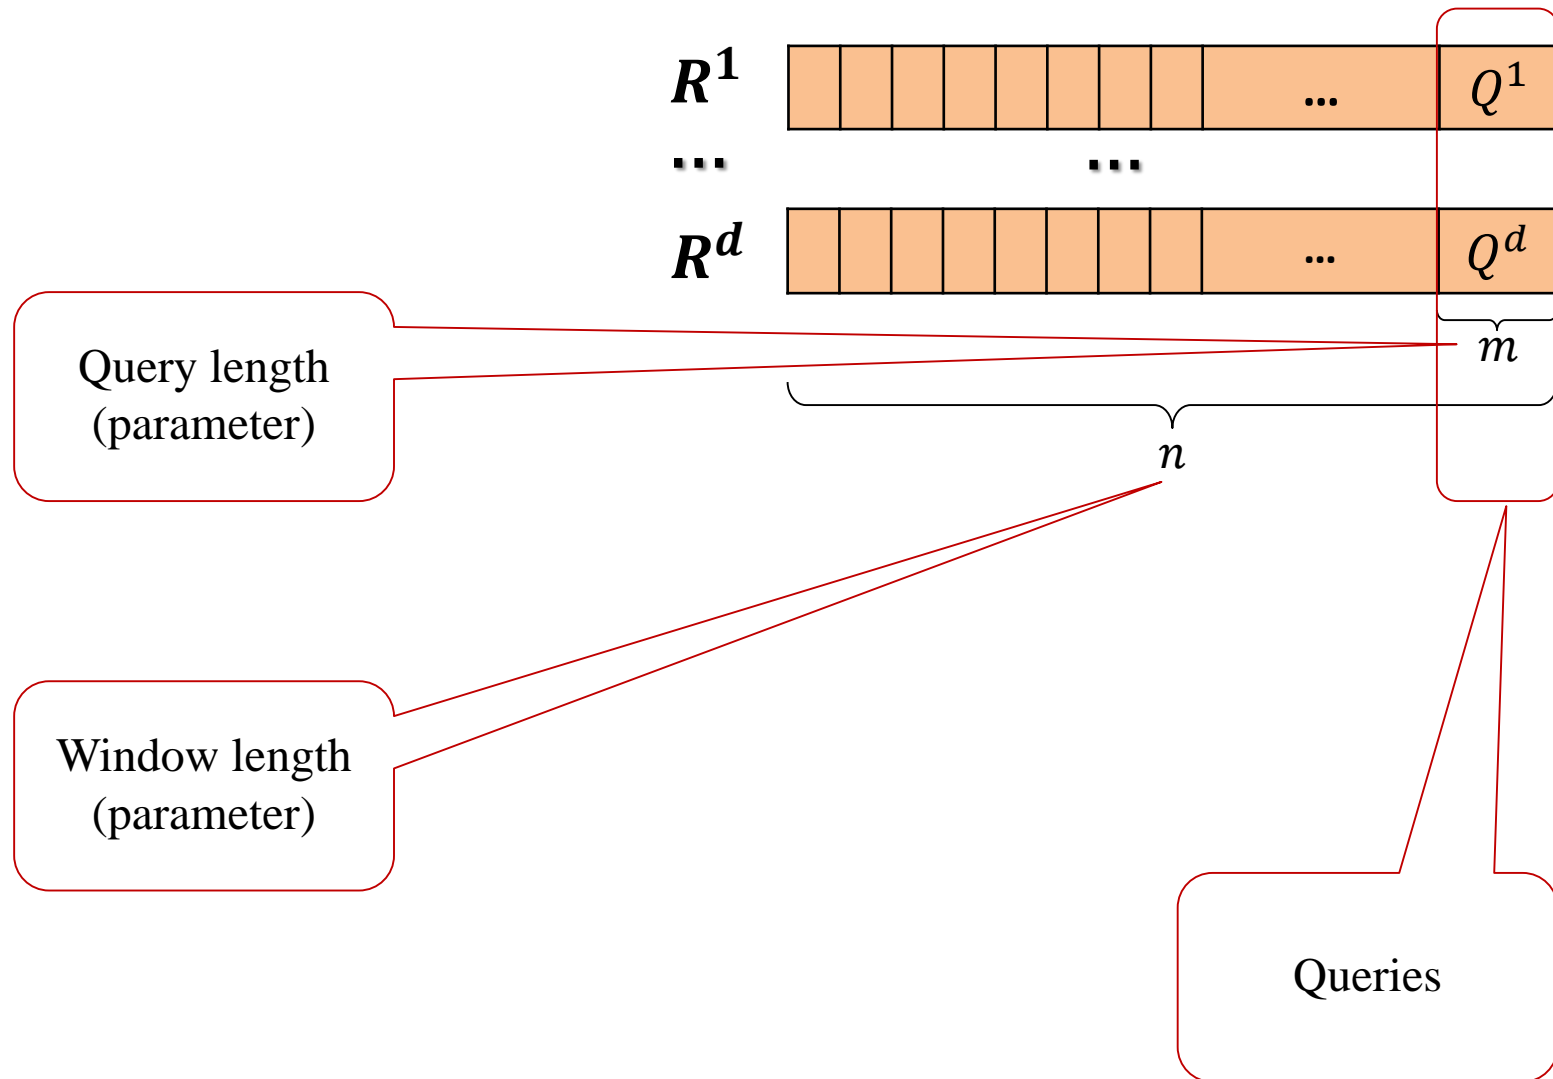 R¹ ... Q¹
... ...
Rᵈ ... Qᵈ
m
Query length
(parameter)
n
Window length
(parameter)
Queries